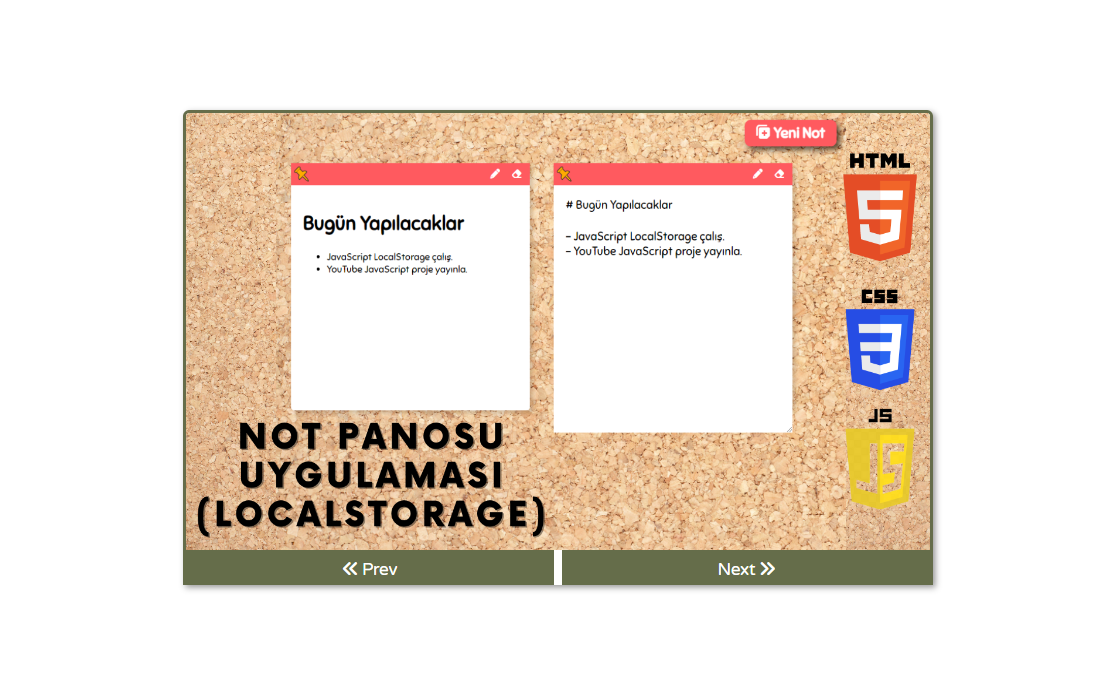 Yeni Not
Bugün Yapılacaklar
JavaScript LocalStorage çalış.
YouTube JavaScript proje yayınla.
# Bugün Yapılacaklar
- JavaScript LocalStorage çalış.
- YouTube JavaScript proje yayınla.
HTML
5
CSS
3
JS
JS
NOT PANOSU
UYGULAMASI
(LOCALSTORAGE)
Prev
Next